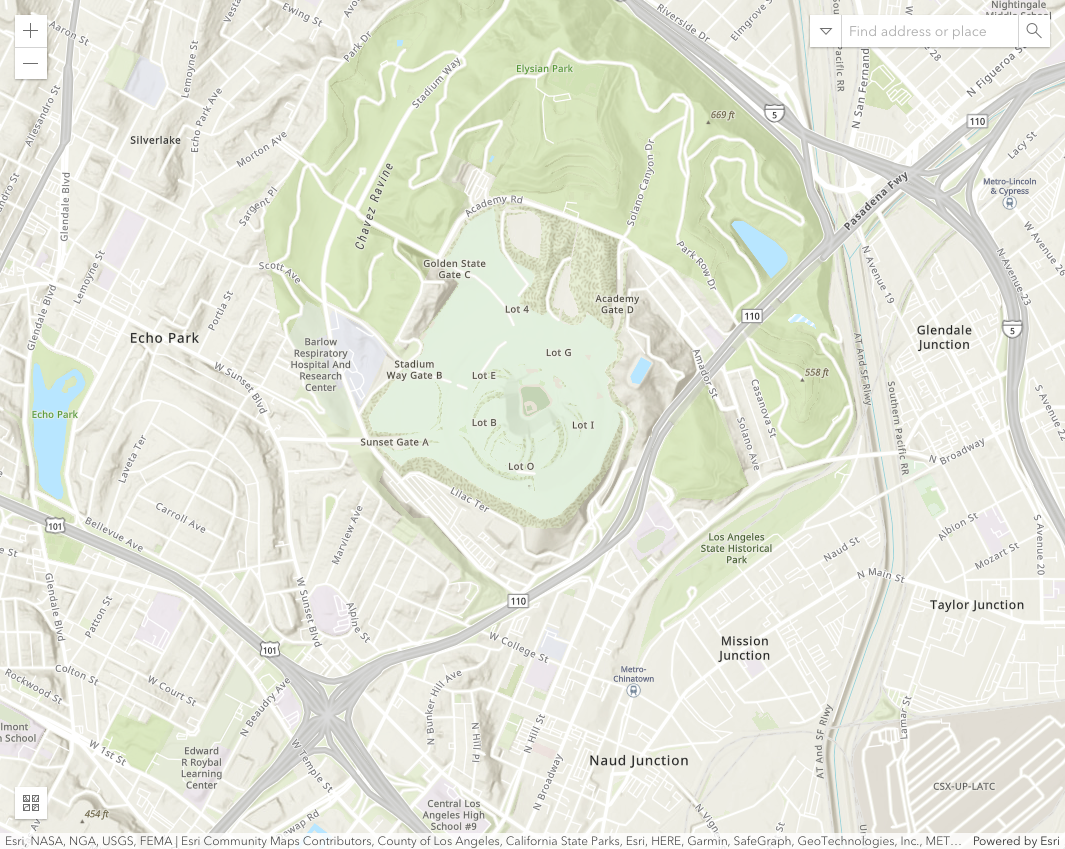 Aaron St
Vesta
Ewing St
Avo
Riverside Dr
Elmgrove S
Nightingale
Middle School
Find address or place
28
N Figueroa St
Park Dr
Lemoyne St
Stadium Way
Elysian Park
Pacific RR
N San Fernand
Allesandro St
Echo Park Ave
669 ft
5
110
Silverlake
Morton Ave
Lacy St
Chavez Ravine
Solano Canyon Dr
Pasadena Fwy
Metro-Lincoln
& Cypress
Glendale Blvd
Sargent Pl
Academy Rd
W Avenue 26
Lemoyne St
Scott Ave
Golden State
Gate C
Park Row Dr
N Avenue 19
N Avenue 23
Glendale Blvd
Portia St
Lot 4
Academy
Gate D
110
Echo Park
Barlow
Respiratory
Hospital And
Research
Center
Lot G
Glendale
Junction
5
AT And SF Rlwy
W Sunset Blvd
Stadium
Way Gate B
Lot E
Amador St
558 ft
Southern Pacific RR
S Avenue 22
Echo Park
Lot B
Lot I
Casanova St
Solano Ave
Sunset Gate A
Laveta Ter
Lot O
N Broadway
Lilac Ter
101
Carroll Ave
Bellevue Ave
Marview Ave
Albion St
S Avenue 20
Los Angeles
State Historical
Park
Naud St
Mozart St
N Main St
Glendale Blvd
Patton St
W Sunset Blvd
Alpine St
110
Taylor Junction
101
W College St
Mission
Junction
Colton St
Rockwood St
W Court St
N Beaudry Ave
N Bunker Hill Ave
Metro-
Chinatown
lmont
h School
W 1st St
Edward
R Roybal
Learning
Center
W Temple St
N Hill Pl
N Hill St
AT And SF Rlwy
Lamar St
Naud Junction
N Broadway
CSX-UP-LATC
454 ft
Central Los
Angeles High
School #9
N Vign
Esri, NASA, NGA, USGS, FEMA | Esri Community Maps Contributors, County of Los Angeles, California State Parks, Esri, HERE, Garmin, SafeGraph, GeoTechnologies, Inc., MET… Powered by Esri